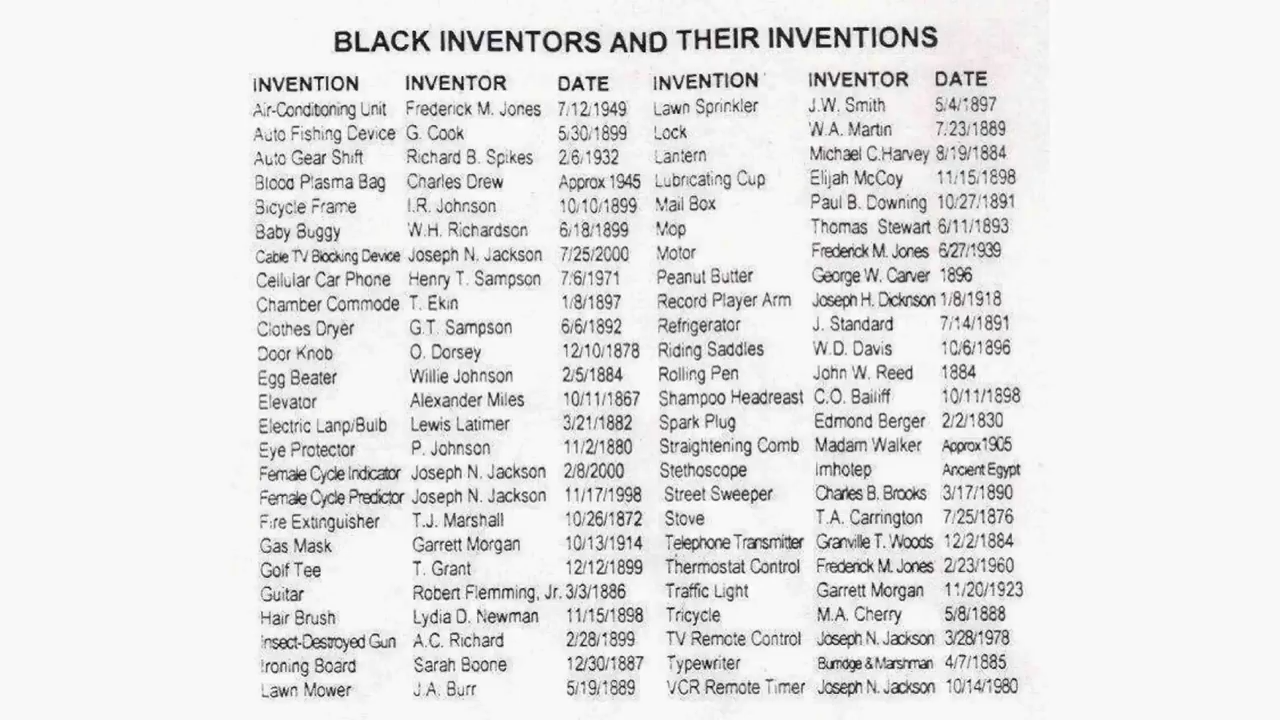 BLACK INVENTORS AND THEIR INVENTIONS
INVENTION INVENTOR DATE INVENTION INVENTOR DATE
Air-Conditioning Unit Frederick M. Jones 7/12/1949 Lawn Sprinkler J.W. Smith 5/4/1897
Auto Fishing Device G. Cook 5/30/1899 Lock W.A. Martin 7/23/1889
Auto Gear Shift Richard B. Spikes 2.6/1932 Lantern Michael C.Harvey 8/19/1884
Blood Plasma Bag Charles Drew Approx 1945 Lubricating Cup Elijah McCoy 11/15/1898
Bicycle Frame I.R. Johnson 10/10/1899 Mail Box Paul B. Downing 10/27/1891
Baby Buggy W.H. Richardson 6/18/1899 Mop Thomas Stewart 6/11/1893
Cable TV Blocking Device Joseph N. Jackson 7/25/2000 Motor Frederick M. Jones 6/27/1939
Cellular Car Phone Henry T. Sampson 7/6/1971 Peanut Butter George W. Carver 1896
Chamber Commode T. Ekin 1/8/1897 Record Player Arm Joseph H. Dicknson 1/8/1918
Clothes Dryer G.T. Sampson 6/6/1892 Refrigerator J. Standard 7/14/1891
Door Knob O. Dorsey 12/10/1878 Riding Saddles W.D. Davis 10/6/1896
Egg Beater Willie Johnson 2/5/1884 Rolling Pen John W. Reed 1884
Elevator Alexander Miles 10/11/1867 Shampoo Headreast C.O. Bailiff 10/11/1898
Electric Lanp/Bulb Lewis Latimer 3/21/1882 Spark Plug Edmond Berger 2/2/1830
Eye Protector P. Johnson 11/2/1880 Straightening Comb Madam Walker Approx1905
Female Cycle Indicator Joseph N. Jackson 2/8/2000 Stethoscope Imhotep Ancient Egypt
Female Cycle Predictor Joseph N. Jackson 11/17/1998 Street Sweeper Charles B. Brooks 3/17/1890
Fire Extinguisher T.J. Marshall 10/26/1872 Stove T.A. Carrington 7/25/1876
Gas Mask Garrett Morgan 10/13/1914 Telephone Transmitter Granville T. Woods 12/2/1884
Golf Tee T. Grant 12/12/1899 Thermostat Control Frederick M. Jones 2/23/1960
Guitar Robert Flemming, Jr. 3/3/1886 Traffic Light Garrett Morgan 11/20/1923
Hair Brush Lydia D. Newman 11/15/1898 Tricycle M.A. Cherry 5/8/1888
Insect-Destroyed Gun A.C. Richard 2/28/1899 TV Remote Control Joseph N. Jackson 3/28/1978
Ironing Board Sarah Boone 12/30/1887 Typewriter Burridge & Marshman 4/7/1885
Lawn Mower J.A. Burr 5/19/1889 VCR Remote Timer Joseph N. Jackson 10/14/1980